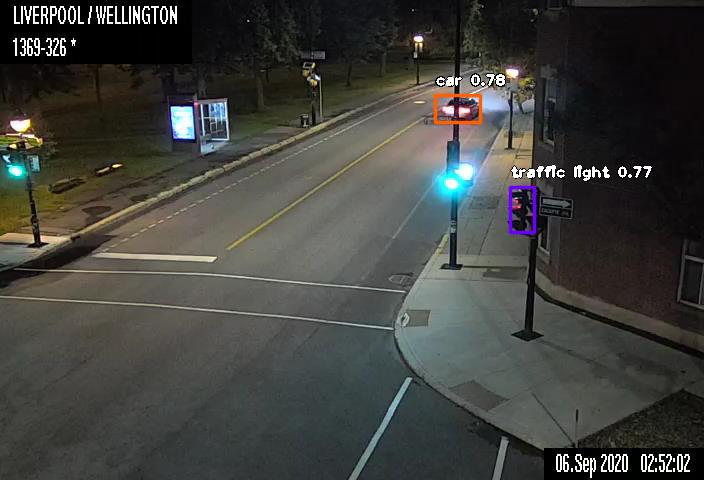 LIVERPOOL / WELLINGTON
1369-326 *
car 0.78
traffic light 0.77
06.Sep 2020 02:52:02